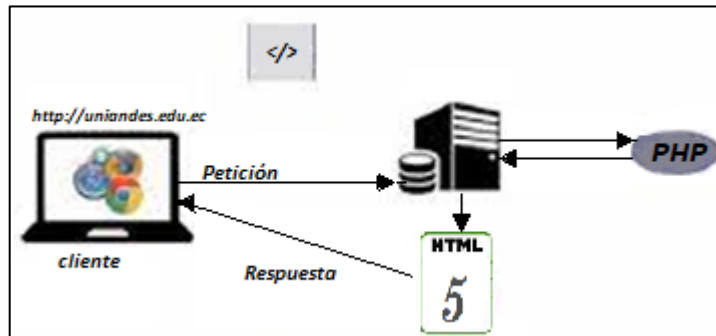 </>
http://uniandes.edu.ec
Petición
PHP
cliente
Respuesta
HTML
5